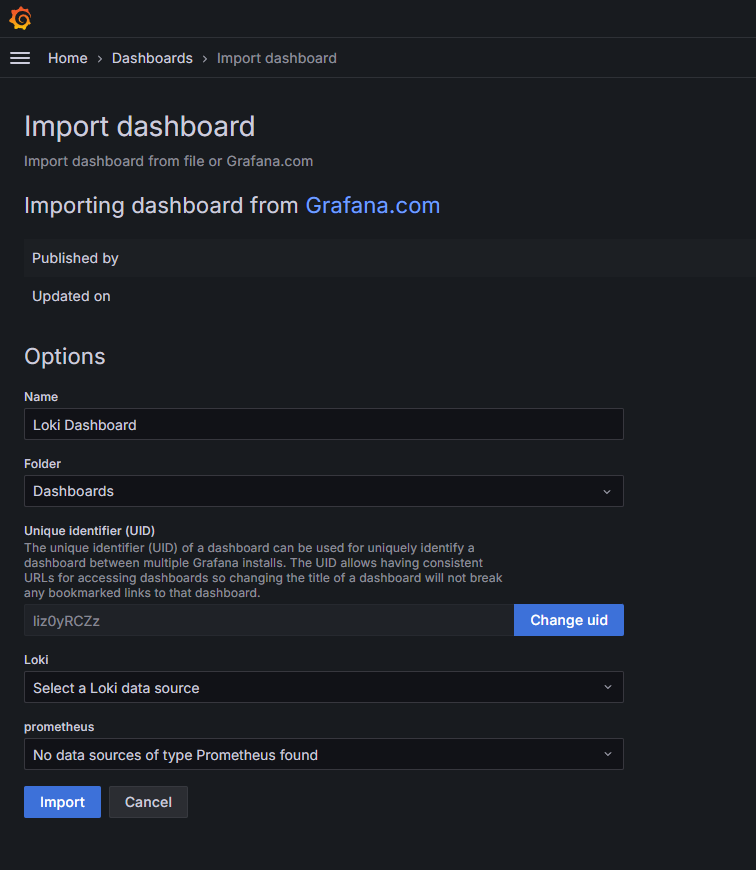 Home › Dashboards › Import dashboard
Import dashboard
Import dashboard from file or Grafana.com
Importing dashboard from Grafana.com
Published by
Updated on
Options
Name
Loki Dashboard
Folder
Dashboards
Unique identifier (UID)
The unique identifier (UID) of a dashboard can be used for uniquely identify a
dashboard between multiple Grafana installs. The UID allows having consistent
URLs for accessing dashboards so changing the title of a dashboard will not break
any bookmarked links to that dashboard.
liz0yRCZz Change uid
Loki
Select a Loki data source
prometheus
No data sources of type Prometheus found
Import Cancel